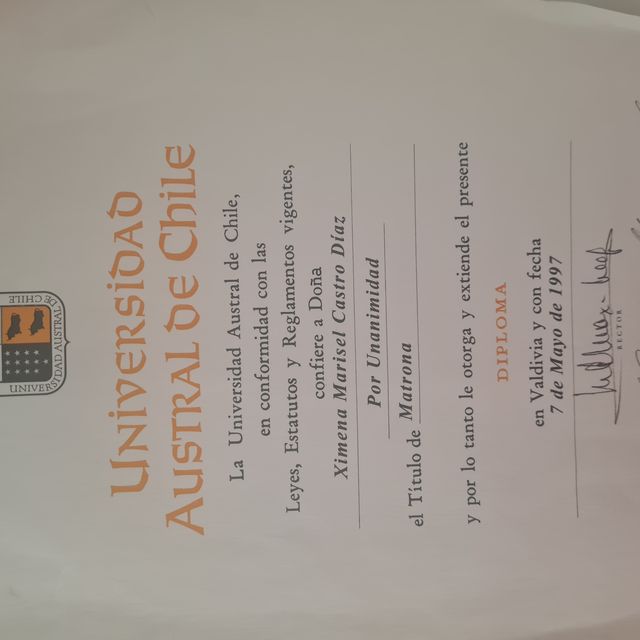 UNIVERSIDAD AUSTRAL DE CHILE
UNIVERSIDAD
AUSTRAL DE CHILE
La Universidad Austral de Chile,
en conformidad con las
Leyes, Estatutos y Reglamentos vigentes,
confiere a Doña
Ximena Marisel Castro Díaz
Por Unanimidad
el Título de Matrona
y por lo tanto le otorga y extiende el presente
DIPLOMA
en Valdivia y con fecha
7 de Mayo de 1997
RECTOR